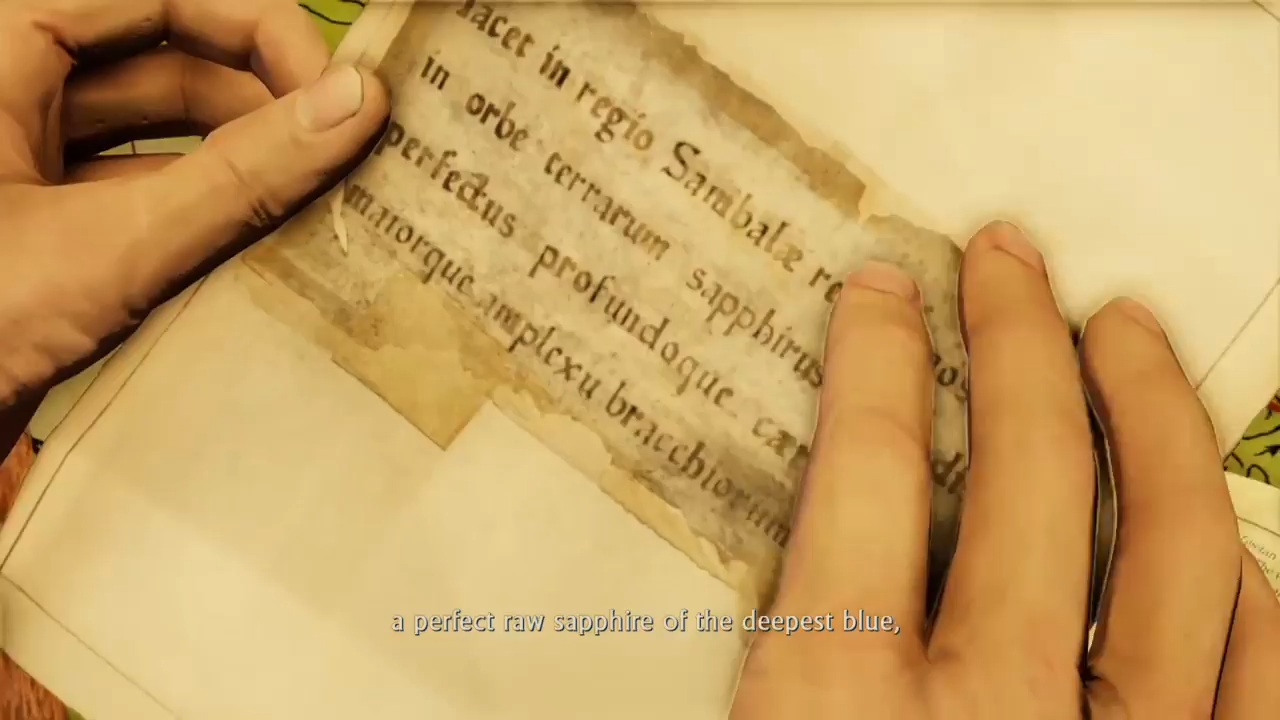 Iacet in regio Sambalæ
in orbe terrarum sapphirus
perfectus profundoque
maiorque amplexu bracchiorum
a perfect raw sapphire of the deepest blue,